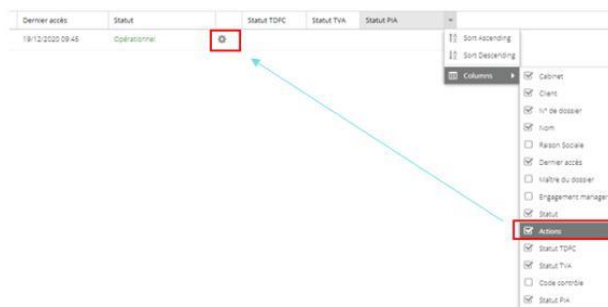 Dernier accès Statut Statut TDFC Statut TVA Statut PIA
19/12/2020 09:45 Opérationnel
Sort Ascending
Sort Descending
Columns
Cabinet
Client
N° de dossier
Nom
Raison Sociale
Dernier accès
Maître du dossier
Engagement manager
Statut
Actions
Statut TDFC
Statut TVA
Code contrôle
Statut PIA